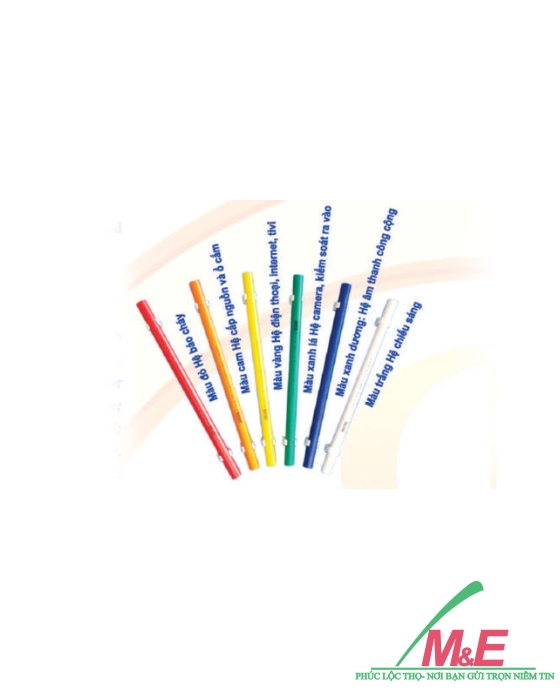 Màu đỏ Hệ báo cháy
Màu cam Hệ cấp nguồn và ổ cắm
Màu vàng Hệ điện thoại, internet, tivi
Màu xanh lá Hệ camera, kiểm soát ra vào
Màu xanh dương: Hệ âm thanh công cộng
Màu trắng Hệ chiếu sáng
M&E
PHÚC LỘC THỌ- NƠI BẠN GỬI TRỌN NIỀM TIN